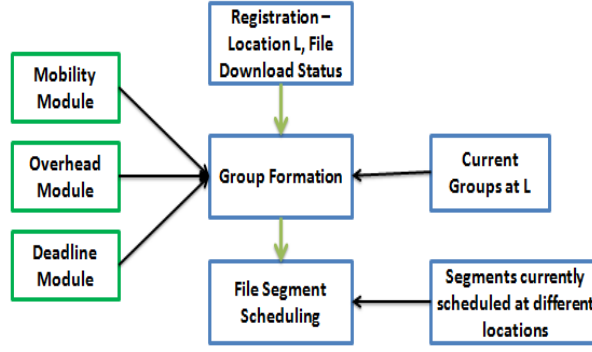 Registration –
Location L, File
Download Status
Mobility
Module
Overhead
Module
Deadline
Module
Group Formation
Current
Groups at L
File Segment
Scheduling
Segments currently
scheduled at different
locations